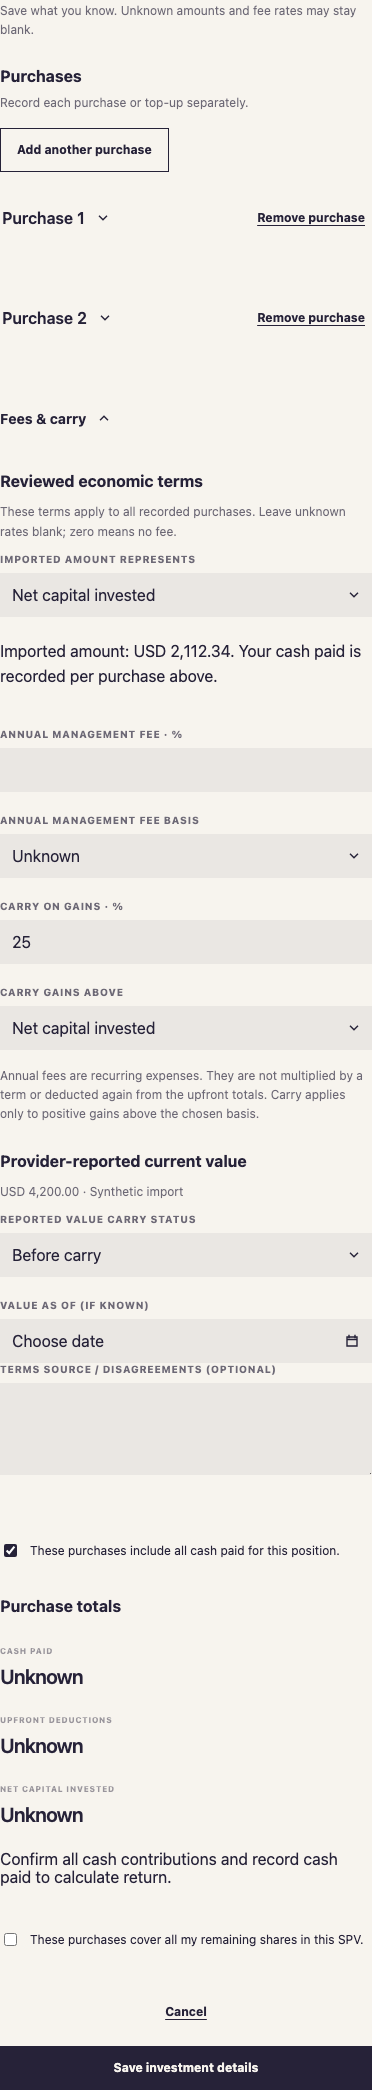 Save what you know. Unknown amounts and fee rates may stay
blank.
Purchases
Record each purchase or top-up separately.
Add another purchase
Purchase 1
Remove purchase
Purchase 2
Remove purchase
Fees & carry
Reviewed economic terms
These terms apply to all recorded purchases. Leave unknown
rates blank; zero means no fee.
IMPORTED AMOUNT REPRESENTS
Net capital invested
Imported amount: USD 2,112.34. Your cash paid is
recorded per purchase above.
ANNUAL MANAGEMENT FEE · %
ANNUAL MANAGEMENT FEE BASIS
Unknown
CARRY ON GAINS · %
25
CARRY GAINS ABOVE
Net capital invested
Annual fees are recurring expenses. They are not multiplied by a
term or deducted again from the upfront totals. Carry applies
only to positive gains above the chosen basis.
Provider-reported current value
USD 4,200.00 · Synthetic import
REPORTED VALUE CARRY STATUS
Before carry
VALUE AS OF (IF KNOWN)
Choose date
TERMS SOURCE / DISAGREEMENTS (OPTIONAL)
These purchases include all cash paid for this position.
Purchase totals
CASH PAID
Unknown
UPFRONT DEDUCTIONS
Unknown
NET CAPITAL INVESTED
Unknown
Confirm all cash contributions and record cash
paid to calculate return.
These purchases cover all my remaining shares in this SPV.
Cancel
Save investment details